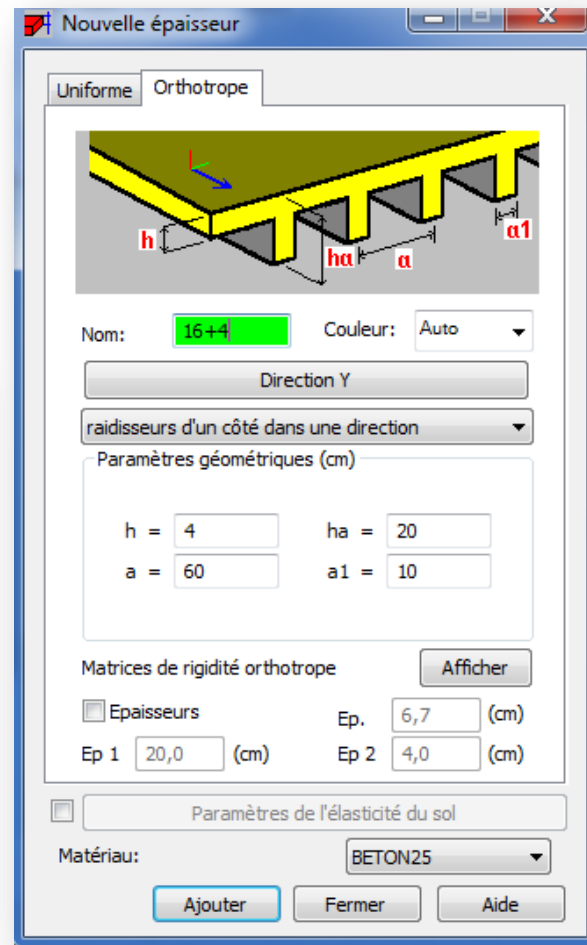 Nouvelle épaisseur
Uniforme Orthotrope
h
ha
a
a1
Nom: 16+4 Couleur: Auto
Direction Y
raidisseurs d'un côté dans une direction
Paramètres géométriques (cm)
h = 4 ha = 20
a = 60 a1 = 10
Matrices de rigidité orthotrope Afficher
Epaisseurs Ep. 6,7 (cm)
Ep 1 20,0 (cm) Ep 2 4,0 (cm)
Paramètres de l'élasticité du sol
Matériau: BETON25
Ajouter Fermer Aide